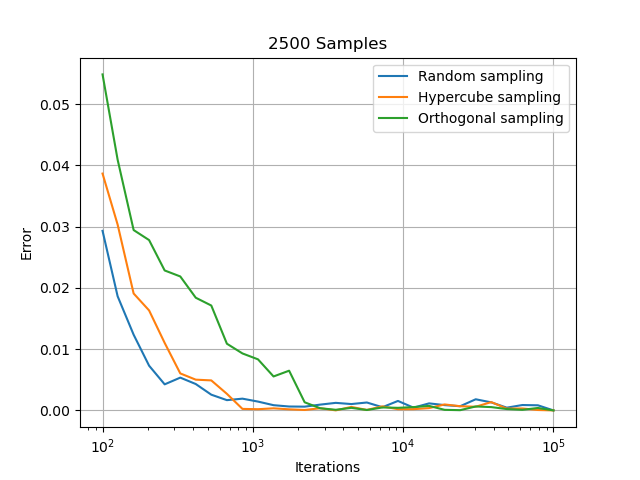 2500 Samples
Random sampling
Hypercube sampling
Orthogonal sampling
Error
0.05
0.04
0.03
0.02
0.01
0.00
10²
10³
10⁴
10⁵
Iterations